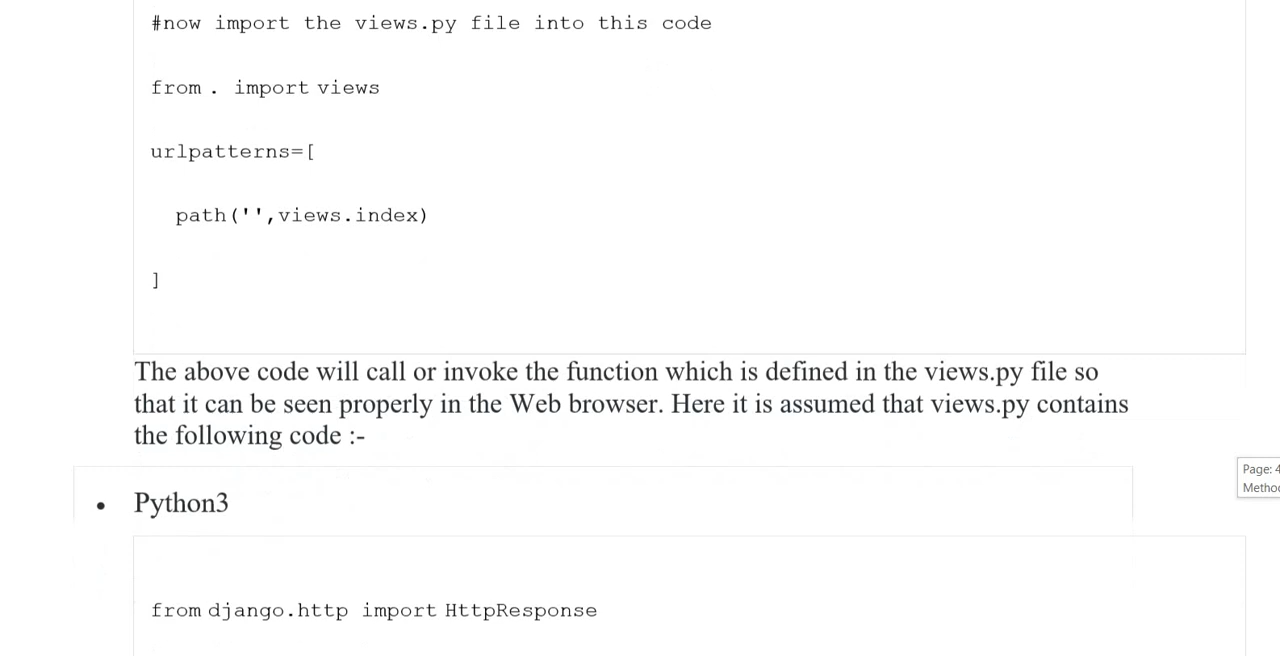 #now import the views.py file into this code
from . import views
urlpatterns=[
path('',views.index)
]
The above code will call or invoke the function which is defined in the views.py file so
that it can be seen properly in the Web browser. Here it is assumed that views.py contains
the following code :-
• Python3
from django.http import HttpResponse
Page: 4